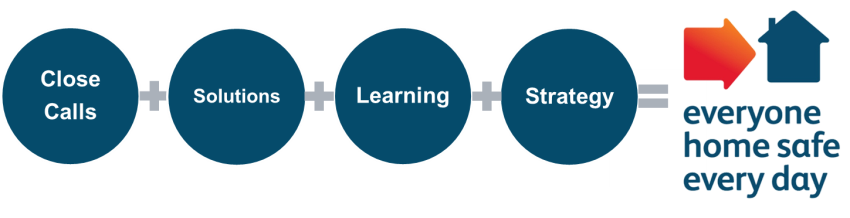 Close
Calls
+
Solutions
+
Learning
+
Strategy
=
everyone
home safe
every day